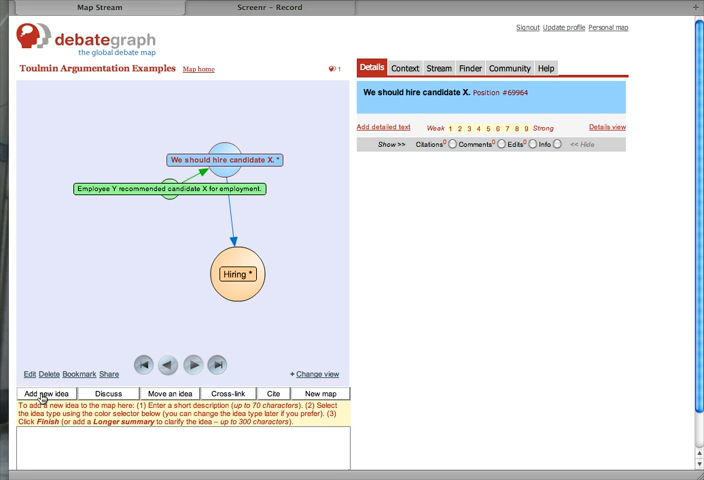 Map Stream
Screenr - Record
+
debategraph
the global debate map
Signout Update profile Personal map
Toulmin Argumentation Examples Map home
1
Details Context Stream Finder Community Help
We should hire candidate X. Position #69964
Add detailed text Weak 1 2 3 4 5 6 7 8 9 Strong Details view
Show >> Citations0 Comments0 Edits0 Info << Hide
We should hire candidate X. *
Employee Y recommended candidate X for employment.
Hiring *
Edit Delete Bookmark Share
+ Change view
Add new idea Discuss Move an idea Cross-link Cite New map
To add a new idea to the map here: (1) Enter a short description (up to 70 characters). (2) Select
the idea type using the color selector below (you can change the idea type later if you prefer). (3)
Click Finish (or add a Longer summary to clarify the idea – up to 300 characters).